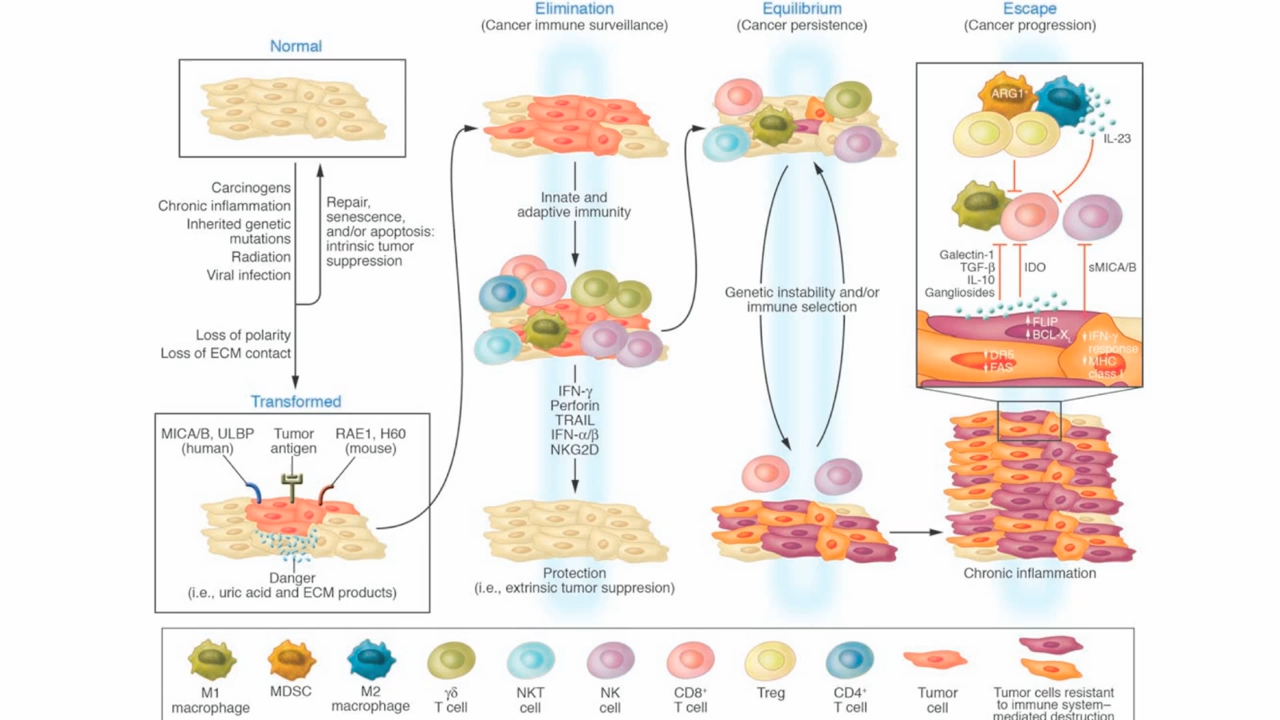 Normal
Carcinogens
Chronic inflammation
Inherited genetic
mutations
Radiation
Viral infection
Repair,
senescence,
and/or apoptosis:
intrinsic tumor
suppression
Loss of polarity
Loss of ECM contact
Transformed
MICA/B, ULBP
(human)
Tumor
antigen
RAE1, H60
(mouse)
Danger
(i.e., uric acid and ECM products)
Elimination
(Cancer immune surveillance)
Innate and
adaptive immunity
IFN-γ
Perforin
TRAIL
IFN-α/β
NKG2D
Protection
(i.e., extrinsic tumor suppresion)
Equilibrium
(Cancer persistence)
Genetic instability and/or
immune selection
Escape
(Cancer progression)
ARG1⁺
IL-23
Galectin-1
TGF-β
IL-10
Gangliosides
IDO
sMICA/B
FLIP
BCL-XL
DR5
FAS
IFN-γ
response
MHC
class I
Chronic inflammation
M1
macrophage
MDSC
M2
macrophage
γδ
T cell
NKT
cell
NK
cell
CD8⁺
T cell
Treg
CD4⁺
T cell
Tumor
cell
Tumor cells resistant
to immune system–
mediated destruction